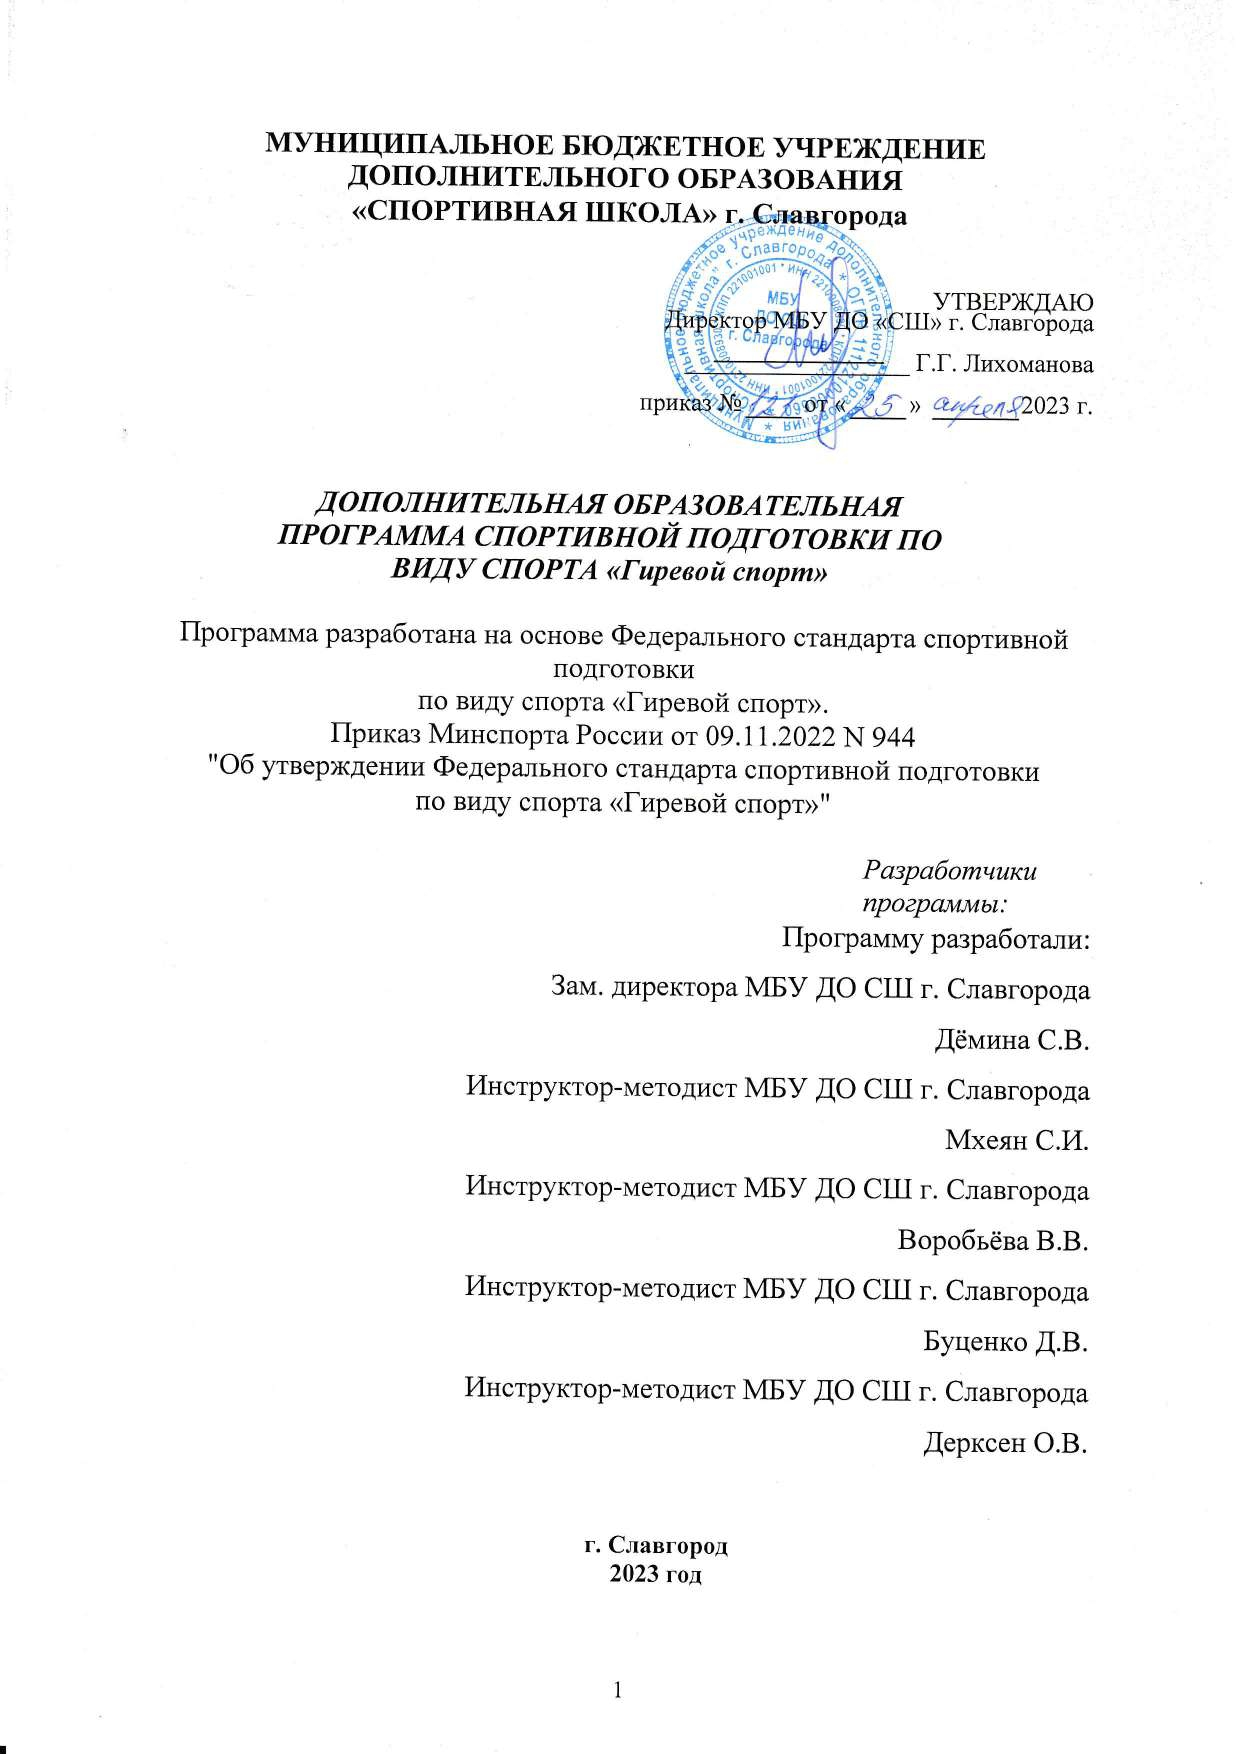 МУНИЦИПАЛЬНОЕ БЮДЖЕТНОЕ УЧРЕЖДЕНИЕ
ДОПОЛНИТЕЛЬНОГО ОБРАЗОВАНИЯ
«СПОРТИВНАЯ ШКОЛА» г. Славгорода
УТВЕРЖДАЮ
Директор МБУ ДО «СШ» г. Славгорода
Г.Г. Лихоманова
приказ № от « 25 » апреля 2023 г.
МБУ
г. Славгорода
ДОПОЛНИТЕЛЬНАЯ ОБРАЗОВАТЕЛЬНАЯ
ПРОГРАММА СПОРТИВНОЙ ПОДГОТОВКИ ПО
ВИДУ СПОРТА «Гиревой спорт»
Программа разработана на основе Федерального стандарта спортивной
подготовки
по виду спорта «Гиревой спорт».
Приказ Минспорта России от 09.11.2022 N 944
"Об утверждении Федерального стандарта спортивной подготовки
по виду спорта «Гиревой спорт»"
Разработчики
программы:
Программу разработали:
Зам. директора МБУ ДО СШ г. Славгорода
Дёмина С.В.
Инструктор-методист МБУ ДО СШ г. Славгорода
Мхеян С.И.
Инструктор-методист МБУ ДО СШ г. Славгорода
Воробьёва В.В.
Инструктор-методист МБУ ДО СШ г. Славгорода
Буценко Д.В.
Инструктор-методист МБУ ДО СШ г. Славгорода
Дерксен О.В.
г. Славгород
2023 год
1